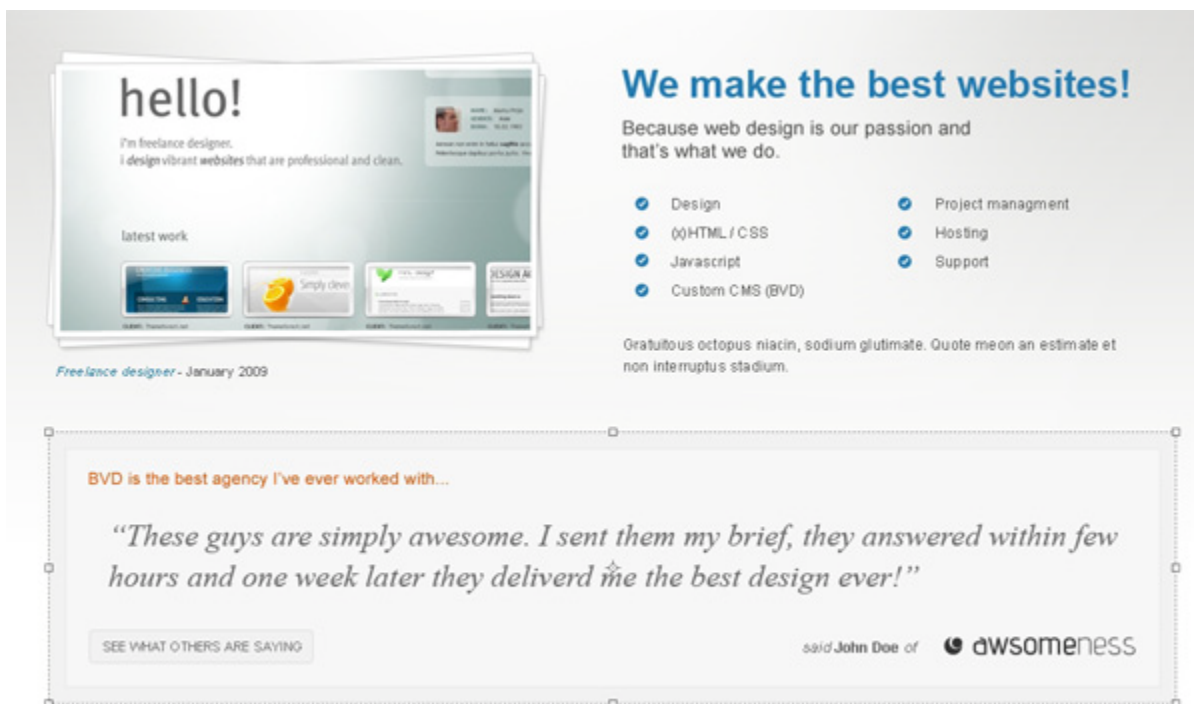 hello!
i'm freelance designer.
i design vibrant websites that are professional and clean.
latest work
Simply cleve
DESIGN A
Freelance designer - January 2009
We make the best websites!
Because web design is our passion and
that's what we do.
Design
(x)HTML / CSS
Javascript
Custom CMS (BVD)
Project managment
Hosting
Support
Gratuitous octopus niacin, sodium glutimate. Quote meon an estimate et
non interruptus stadium.
BVD is the best agency I've ever worked with...
“These guys are simply awesome. I sent them my brief, they answered within few
hours and one week later they deliverd me the best design ever!”
SEE WHAT OTHERS ARE SAYING
said John Doe of awsomeness